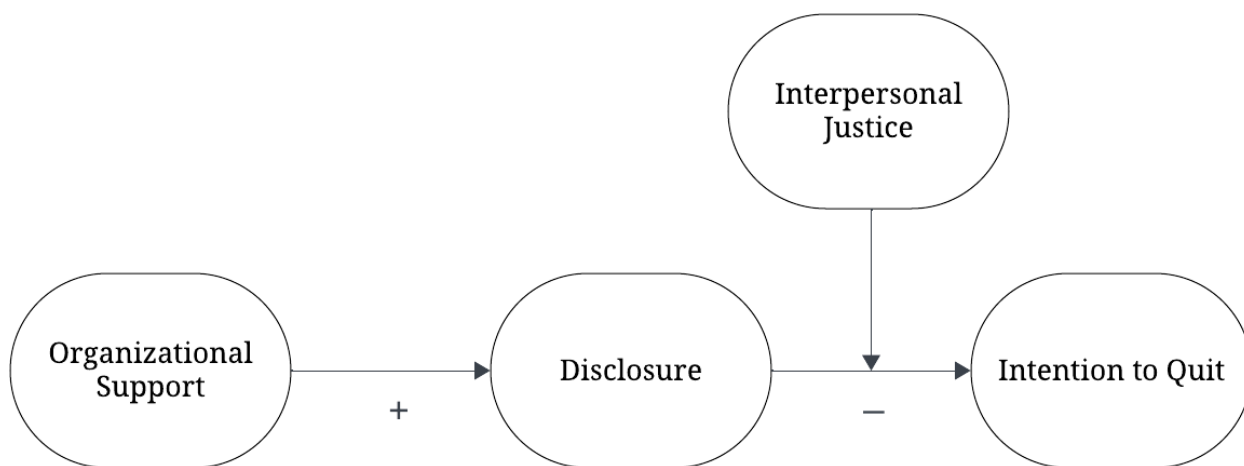 Interpersonal
Justice
Organizational
Support
Disclosure
Intention to Quit
+
–